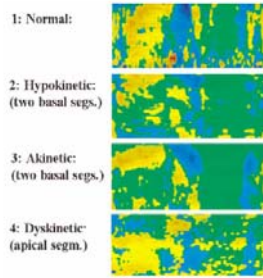 1: Normal:
2: Hypokinetic:
(two basal segs.)
3: Akinetic:
(two basal segs.)
4: Dyskinetic
(apical segm.)